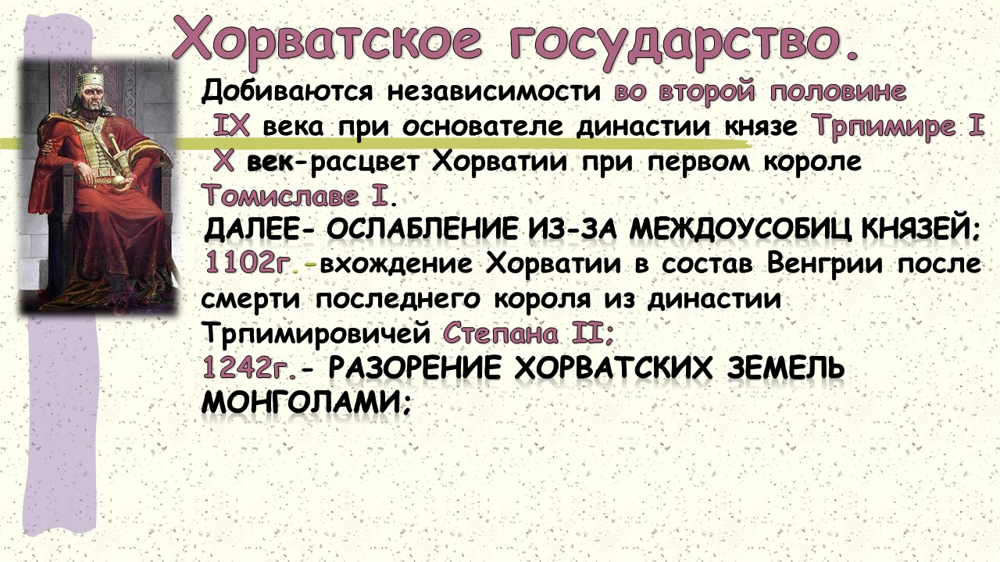 Хорватское государство.
Добиваются независимости во второй половине
IX века при основателе династии князе Трпимире I
X век-расцвет Хорватии при первом короле
Томиславе I.
ДАЛЕЕ- ОСЛАБЛЕНИЕ ИЗ-ЗА МЕЖДОУСОБИЦ КНЯЗЕЙ;
1102г.-вхождение Хорватии в состав Венгрии после
смерти последнего короля из династии
Трпимировичей Степана II;
1242г.- РАЗОРЕНИЕ ХОРВАТСКИХ ЗЕМЕЛЬ
МОНГОЛАМИ;